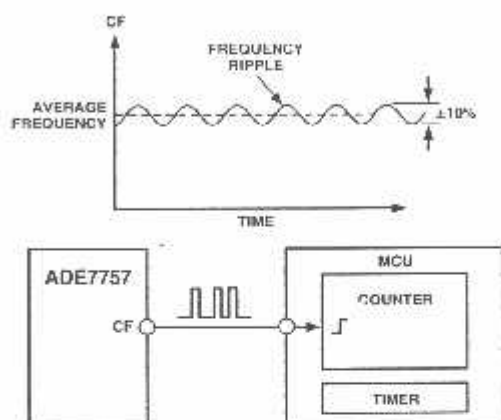 CF
FREQUENCY
RIPPLE
AVERAGE
FREQUENCY
±10%
TIME
ADE7757
CF
MCU
COUNTER
TIMER